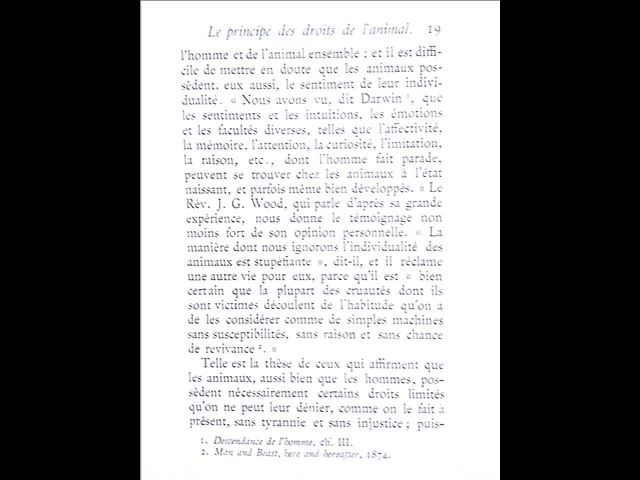 Le principe des droits de l'animal. 19
l'homme et de l'animal ensemble ; et il est diffi-
cile de mettre en doute que les animaux pos-
sèdent, eux aussi, le sentiment de leur indivi-
dualité. « Nous avons vu, dit Darwin ¹, que
les sentiments et les intuitions, les émotions
et les facultés diverses, telles que l'affectivité,
la mémoire, l'attention, la curiosité, l'imitation,
la raison, etc., dont l'homme fait parade,
peuvent se trouver chez les animaux à l'état
naissant, et parfois même bien développés. » Le
Rév. J. G. Wood, qui parle d'après sa grande
expérience, nous donne le témoignage non
moins fort de son opinion personnelle. « La
manière dont nous ignorons l'individualité des
animaux est stupéfiante », dit-il, et il réclame
une autre vie pour eux, parce qu'il est « bien
certain que la plupart des cruautés dont ils
sont victimes découlent de l'habitude qu'on a
de les considérer comme de simples machines
sans susceptibilités, sans raison et sans chance
de revivance ². »
Telle est la thèse de ceux qui affirment que
les animaux, aussi bien que les hommes, pos-
sèdent nécessairement certains droits limités
qu'on ne peut leur dénier, comme on le fait à
présent, sans tyrannie et sans injustice ; puis-
1. Descendance de l'homme, ch. III.
2. Man and Beast, here and hereafter, 1874.